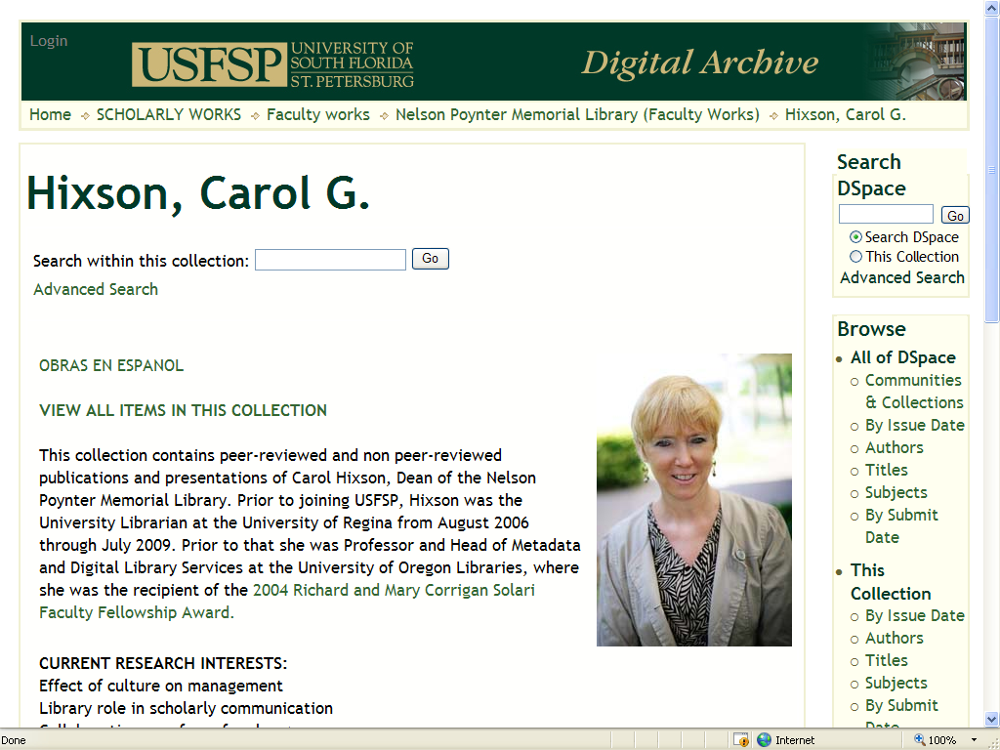 Login
USFSP UNIVERSITY OF
SOUTH FLORIDA
ST. PETERSBURG
Digital Archive
Home SCHOLARLY WORKS Faculty works Nelson Poynter Memorial Library (Faculty Works) Hixson, Carol G.
Hixson, Carol G.
Search within this collection: Go
Advanced Search
OBRAS EN ESPANOL
VIEW ALL ITEMS IN THIS COLLECTION
This collection contains peer-reviewed and non peer-reviewed
publications and presentations of Carol Hixson, Dean of the Nelson
Poynter Memorial Library. Prior to joining USFSP, Hixson was the
University Librarian at the University of Regina from August 2006
through July 2009. Prior to that she was Professor and Head of Metadata
and Digital Library Services at the University of Oregon Libraries, where
she was the recipient of the 2004 Richard and Mary Corrigan Solari
Faculty Fellowship Award.
CURRENT RESEARCH INTERESTS:
Effect of culture on management
Library role in scholarly communication
Search
DSpace
Go
Search DSpace
This Collection
Advanced Search
Browse
All of DSpace
Communities
& Collections
By Issue Date
Authors
Titles
Subjects
By Submit
Date
This
Collection
By Issue Date
Authors
Titles
Subjects
By Submit
Date
Done Internet 100%